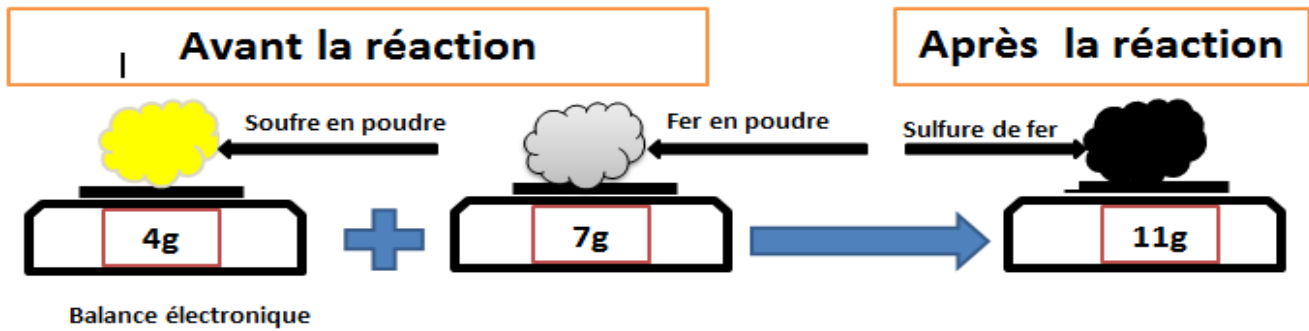 Avant la réaction
Après la réaction
Soufre en poudre
Fer en poudre
Sulfure de fer
4g
7g
11g
Balance électronique